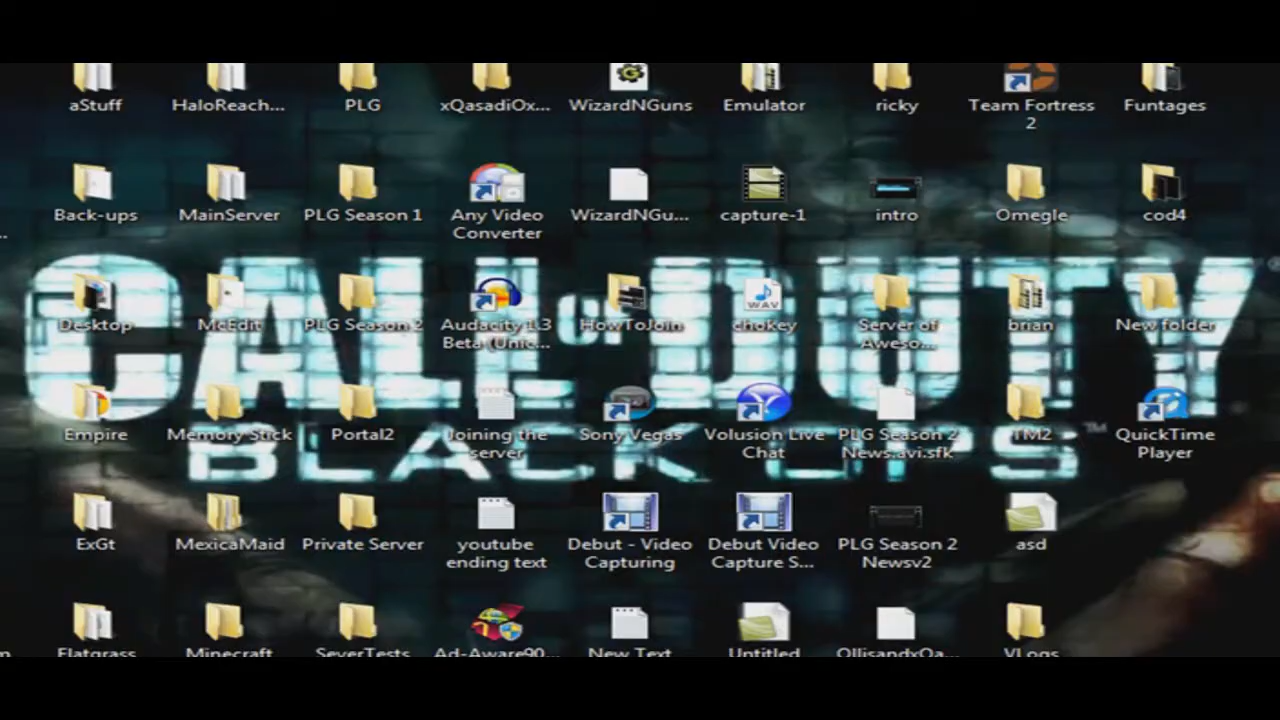 aStuff
HaloReach...
PLG
xQasadiOx...
WizardNGuns
Emulator
ricky
Team Fortress
2
Funtages
Back-ups
MainServer
PLG Season 1
Any Video
Converter
WizardNGu...
capture-1
intro
Omegle
cod4
...
CALL OF DUTY
Desktop
McEdit
PLG Season 2
Audacity 1.3
Beta (Unic...
HowToJoin
chokey
WAV
Server of
Aweso...
brian
New folder
Empire
Memory Stick
Portal2
Joining the
server
Sony Vegas
Volusion Live
Chat
PLG Season 2
News.avi.sfk
TM2
QuickTime
Player
BLACK OPS™
ExGt
MexicaMaid
Private Server
youtube
ending text
Debut - Video
Capturing
Debut Video
Capture S...
PLG Season 2
Newsv2
asd
Flatgrass
Minecraft
SeverTests
Ad-Aware90...
New Text
Untitled
OllisandxQa...
VLogs